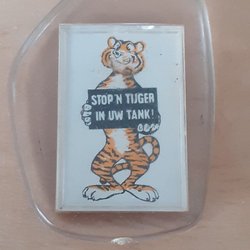 STOP'N TIJGER
IN UW TANK!